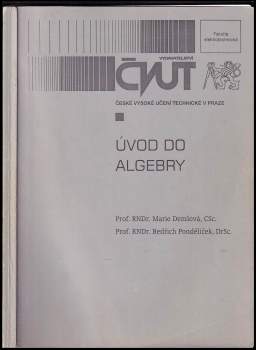 VYDAVATELSTVÍ
ČVUT
Fakulta
elektrotechnická
ČESKÉ VYSOKÉ UČENÍ TECHNICKÉ V PRAZE
ÚVOD DO
ALGEBRY
Prof. RNDr. Marie Demlová, CSc.
Prof. RNDr. Bedřich Pondělíček, DrSc.